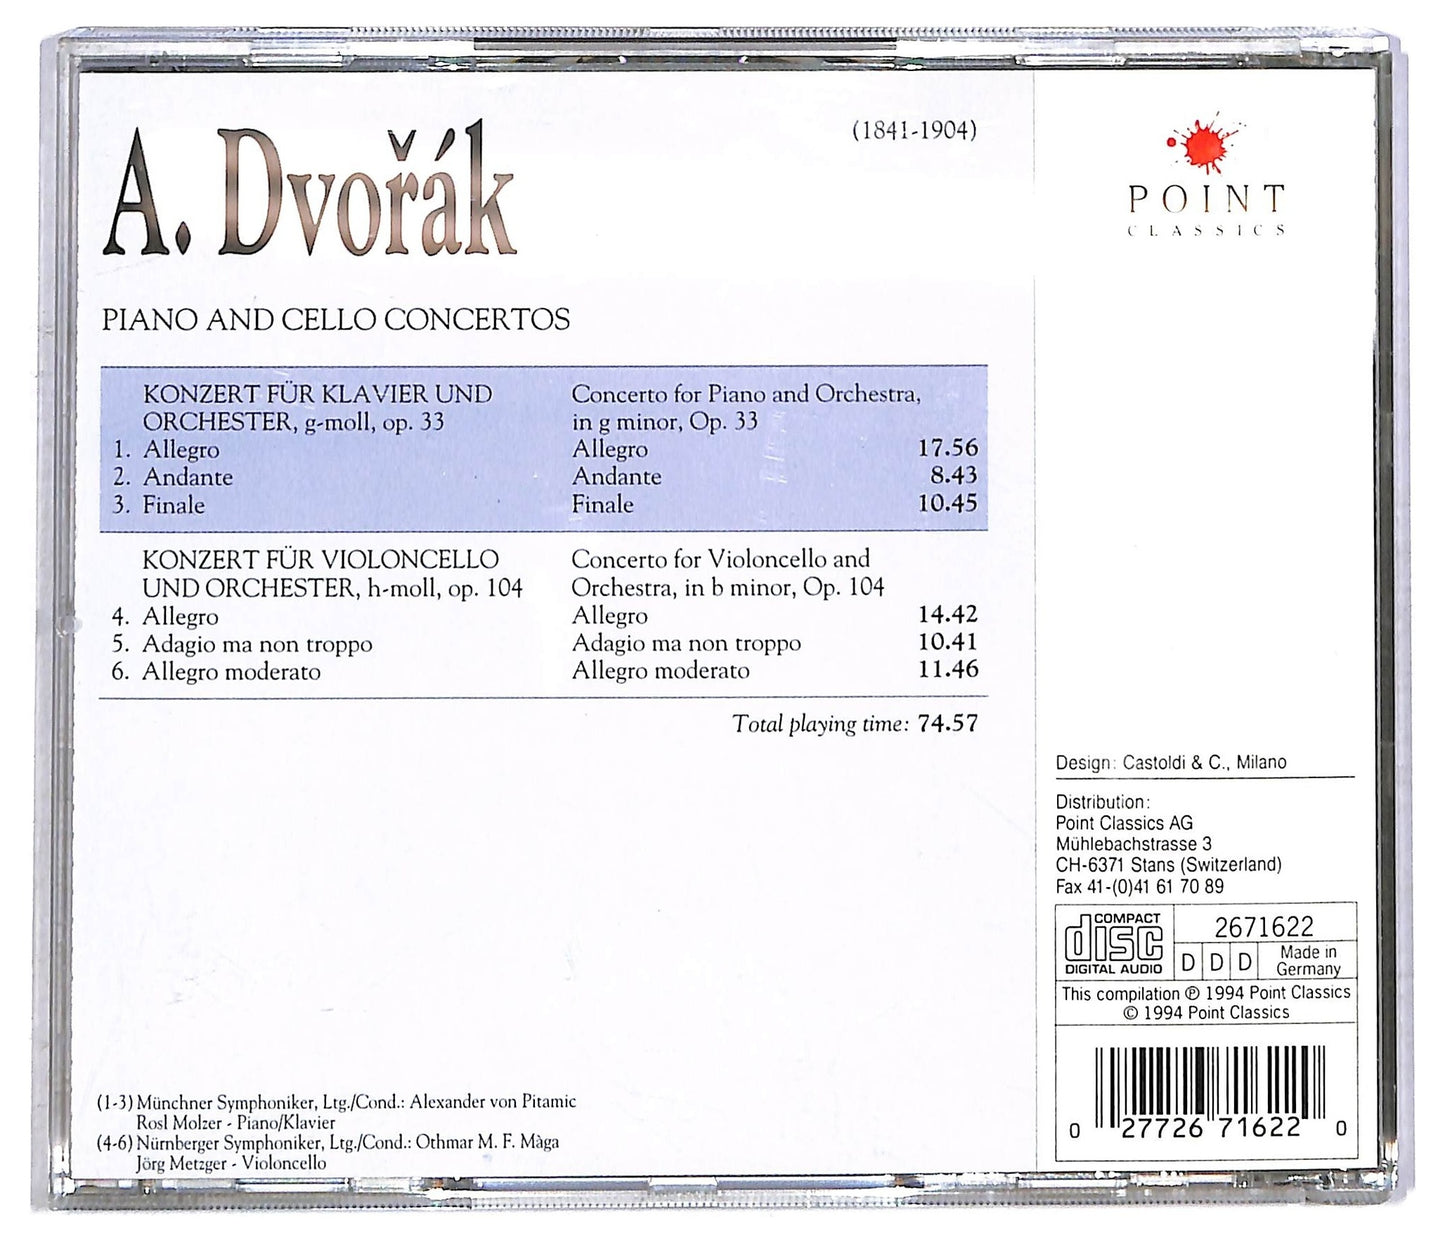 A. Dvořák
(1841-1904)
POINT
CLASSICS
PIANO AND CELLO CONCERTOS
KONZERT FÜR KLAVIER UND Concerto for Piano and Orchestra,
ORCHESTER, g-moll, op. 33 in g minor, Op. 33
1. Allegro Allegro 17.56
2. Andante Andante 8.43
3. Finale Finale 10.45
KONZERT FÜR VIOLONCELLO Concerto for Violoncello and
UND ORCHESTER, h-moll, op. 104 Orchestra, in b minor, Op. 104
4. Allegro Allegro 14.42
5. Adagio ma non troppo Adagio ma non troppo 10.41
6. Allegro moderato Allegro moderato 11.46
Total playing time: 74.57
(1-3) Münchner Symphoniker, Ltg./Cond.: Alexander von Pitamic
Rosl Molzer - Piano/Klavier
(4-6) Nürnberger Symphoniker, Ltg./Cond.: Othmar M. F. Màga
Jörg Metzger - Violoncello
Design: Castoldi & C., Milano
Distribution:
Point Classics AG
Mühlebachstrasse 3
CH-6371 Stans (Switzerland)
Fax 41-(0)41 61 70 89
COMPACT
disc
DIGITAL AUDIO
2671622
D D D
Made in
Germany
This compilation ℗ 1994 Point Classics
© 1994 Point Classics
0 27726 71622 0